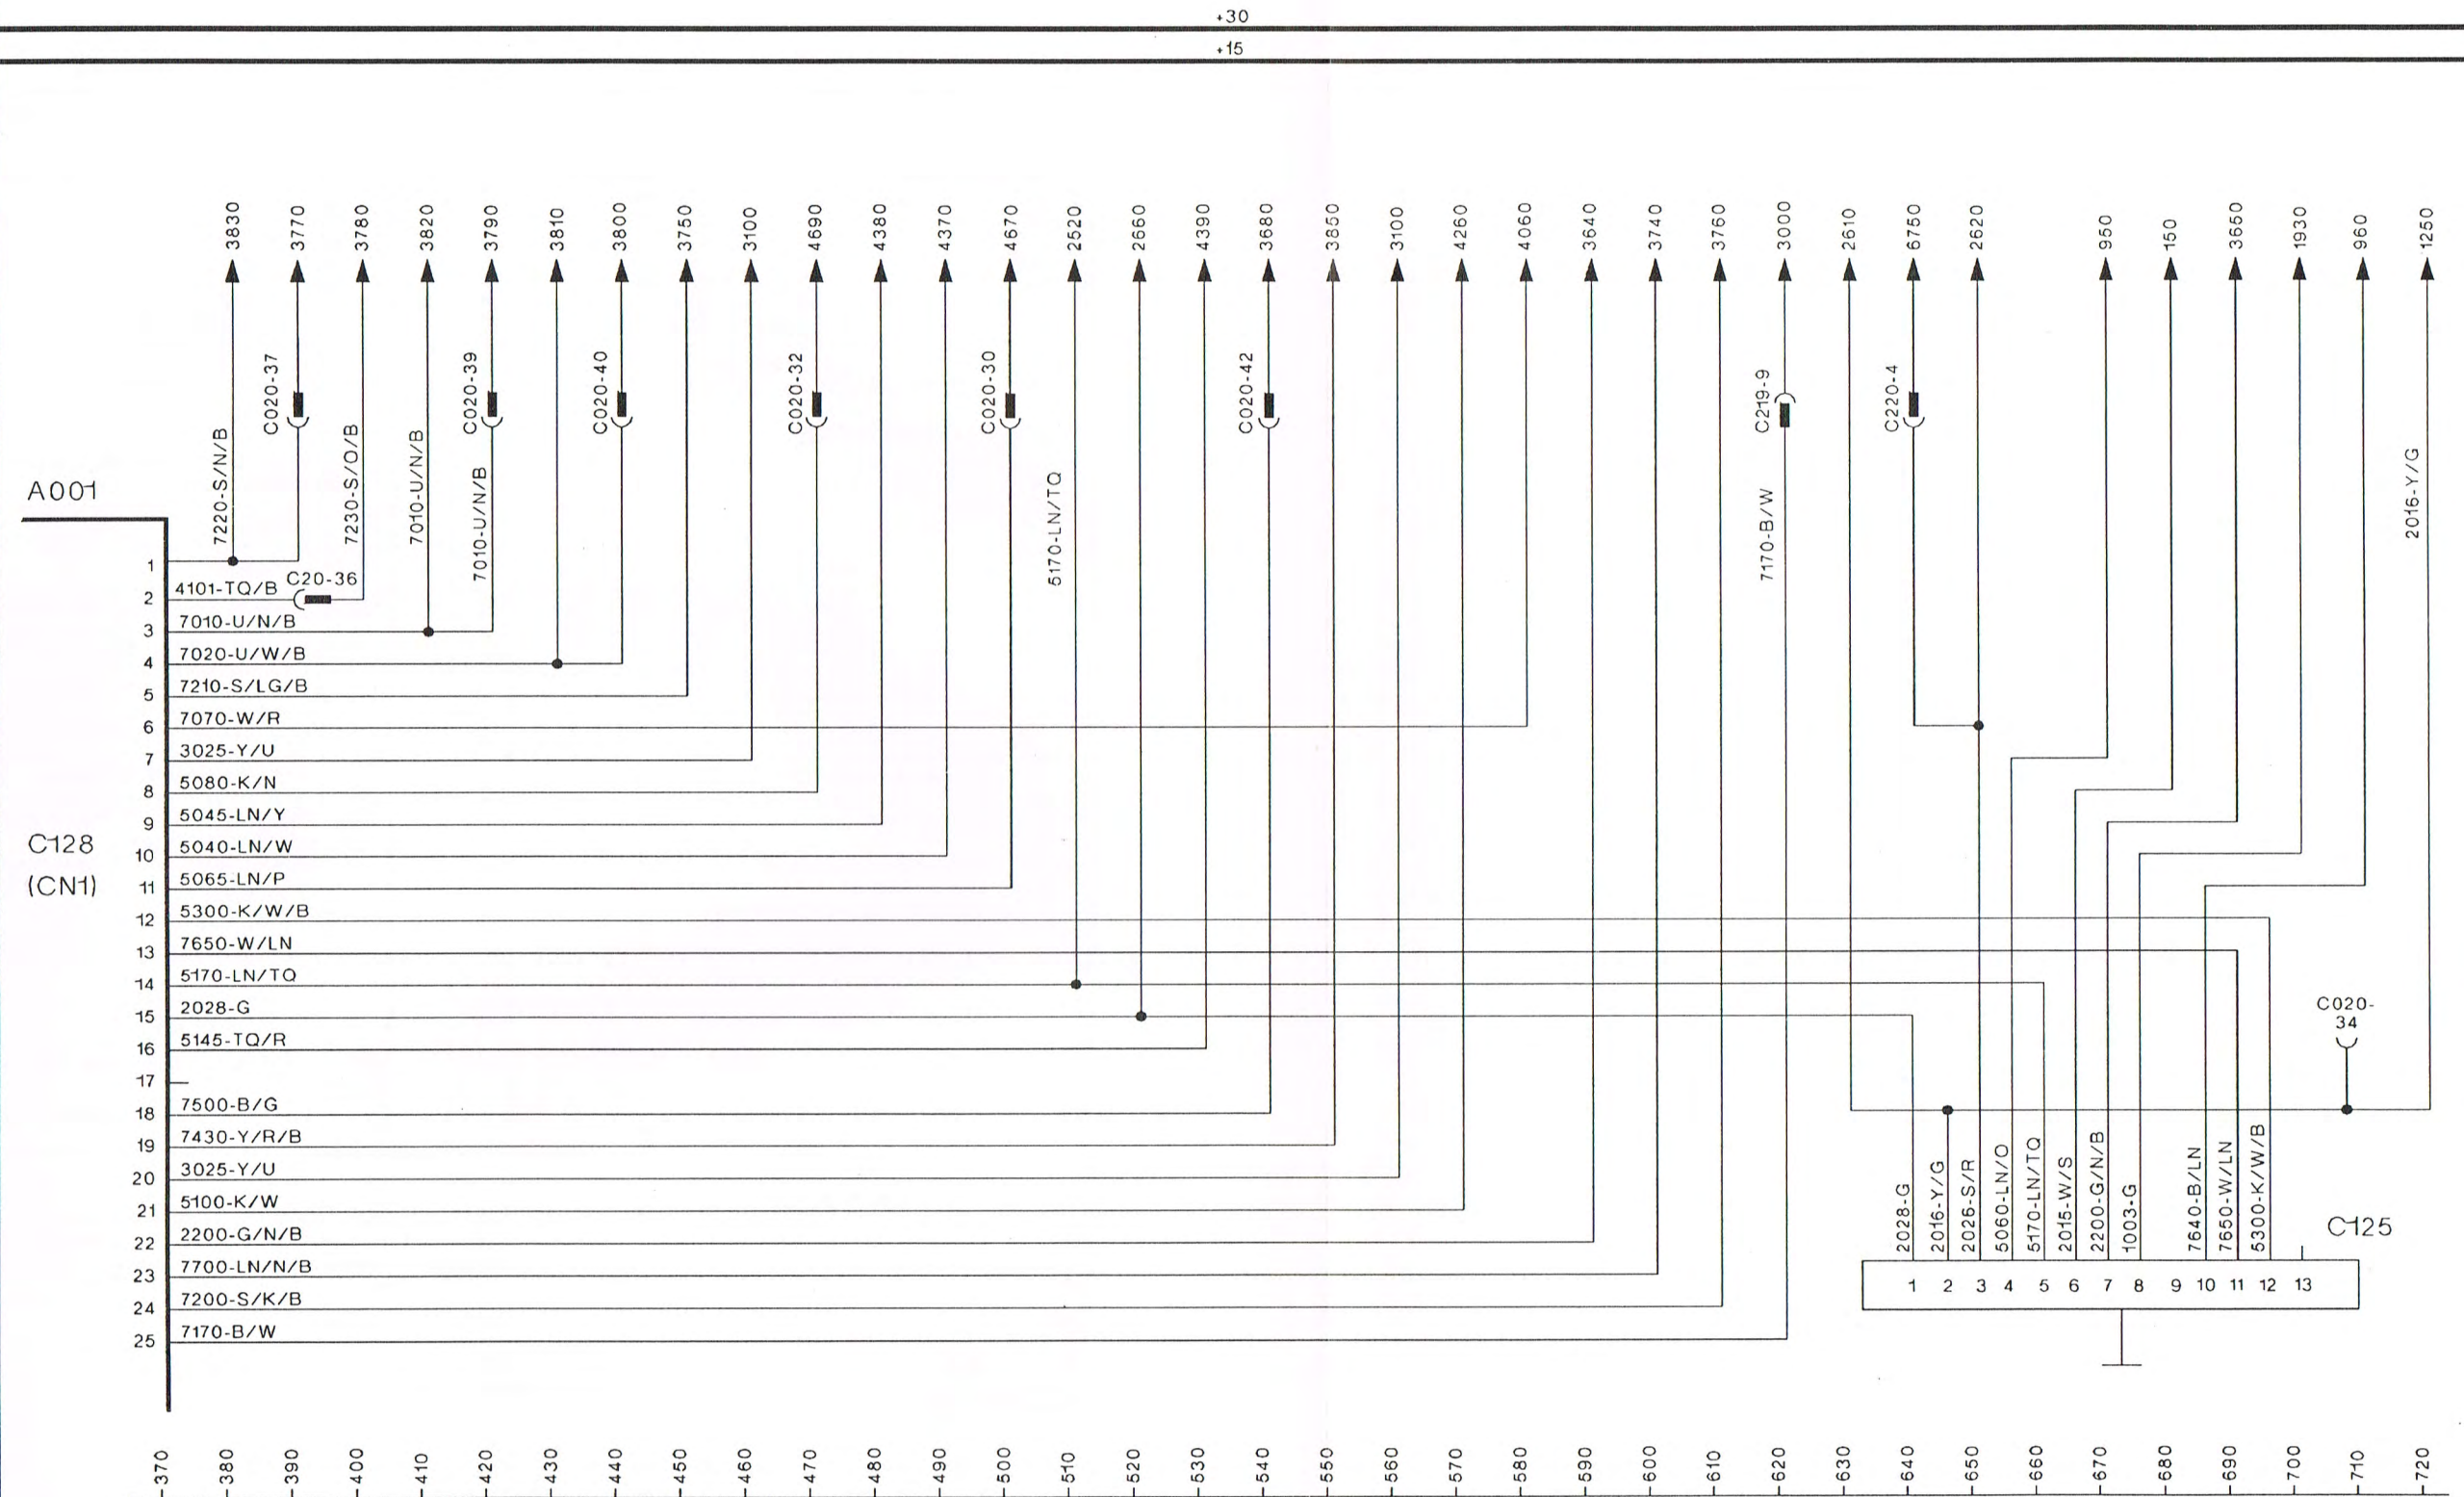 +30
+15
3830
3770
3780
3820
3790
3810
3800
3750
3100
4690
4380
4370
4670
2520
2660
4390
3680
3850
3100
4260
4060
3640
3740
3760
3000
2610
6750
2620
950
150
3650
1930
960
1250
C020-37
C020-39
C020-40
C020-32
C020-30
C020-42
C219-9
C220-4
7220-S/N/B
7230-S/O/B
7010-U/N/B
7010-U/N/B
5170-LN/TQ
7170-B/W
2016-Y/G
A001
1
2 4101-TQ/B C20-36
3 7010-U/N/B
4 7020-U/W/B
5 7210-S/LG/B
6 7070-W/R
7 3025-Y/U
8 5080-K/N
9 5045-LN/Y
C128
10 5040-LN/W
(CN1)
11 5065-LN/P
12 5300-K/W/B
13 7650-W/LN
14 5170-LN/TQ
15 2028-G
C020-
34
16 5145-TQ/R
17
18 7500-B/G
19 7430-Y/R/B
20 3025-Y/U
21 5100-K/W
22 2200-G/N/B
23 7700-LN/N/B
24 7200-S/K/B
25 7170-B/W
2028-G
2016-Y/G
2026-S/R
5060-LN/O
5170-LN/TQ
2015-W/S
2200-G/N/B
1003-G
7640-B/LN
7650-W/LN
5300-K/W/B
C125
1 2 3 4 5 6 7 8 9 10 11 12 13
370
380
390
400
410
420
430
440
450
460
470
480
490
500
510
520
530
540
550
560
570
580
590
600
610
620
630
640
650
660
670
680
690
700
710
720